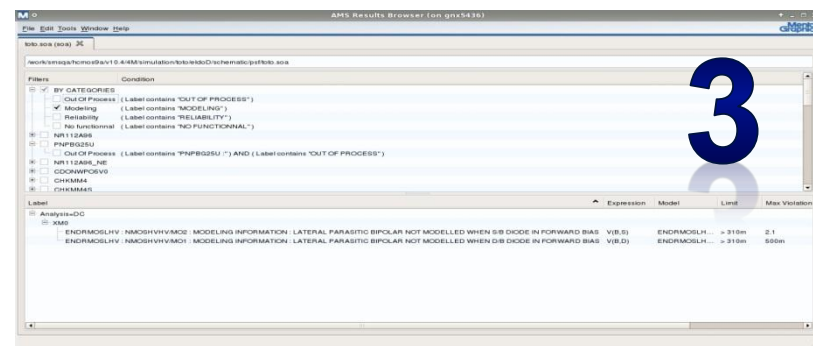 AMS Results Browser (on gnx5436)
File Edit Tools Window Help
Mento
Graphic
toto.soa (soa)
/work/smsqs/hcmos9a/v10.4/4M/simulation/toto/eldoD/schematic/psf/toto.soa
Filters Condition
BY CATEGORIES
Out Of Process ( Label contains "OUT OF PROCESS" )
Modeling ( Label contains "MODELING" )
Reliability ( Label contains "RELIABILITY" )
No functionnal ( Label contains "NO FUNCTIONNAL" )
NR112A96
PNPBG25U
Out Of Process ( Label contains "PNPBG25U :" ) AND ( Label contains "OUT OF PROCESS" )
NR112A96_NE
CDONWPO5V0
CHKMM4
CHKMM4S
3
Label Expression Model Limit Max Violation
Analysis=DC
XM0
ENDRMOSLHV : NMOSHVHV/MO2 : MODELING INFORMATION : LATERAL PARASITIC BIPOLAR NOT MODELLED WHEN S/B DIODE IN FORWARD BIAS V(B,S) ENDRMOSLH... > 310m 2.1
ENDRMOSLHV : NMOSHVHV/MO1 : MODELING INFORMATION : LATERAL PARASITIC BIPOLAR NOT MODELLED WHEN D/B DIODE IN FORWARD BIAS V(B,D) ENDRMOSLH... > 310m 500m